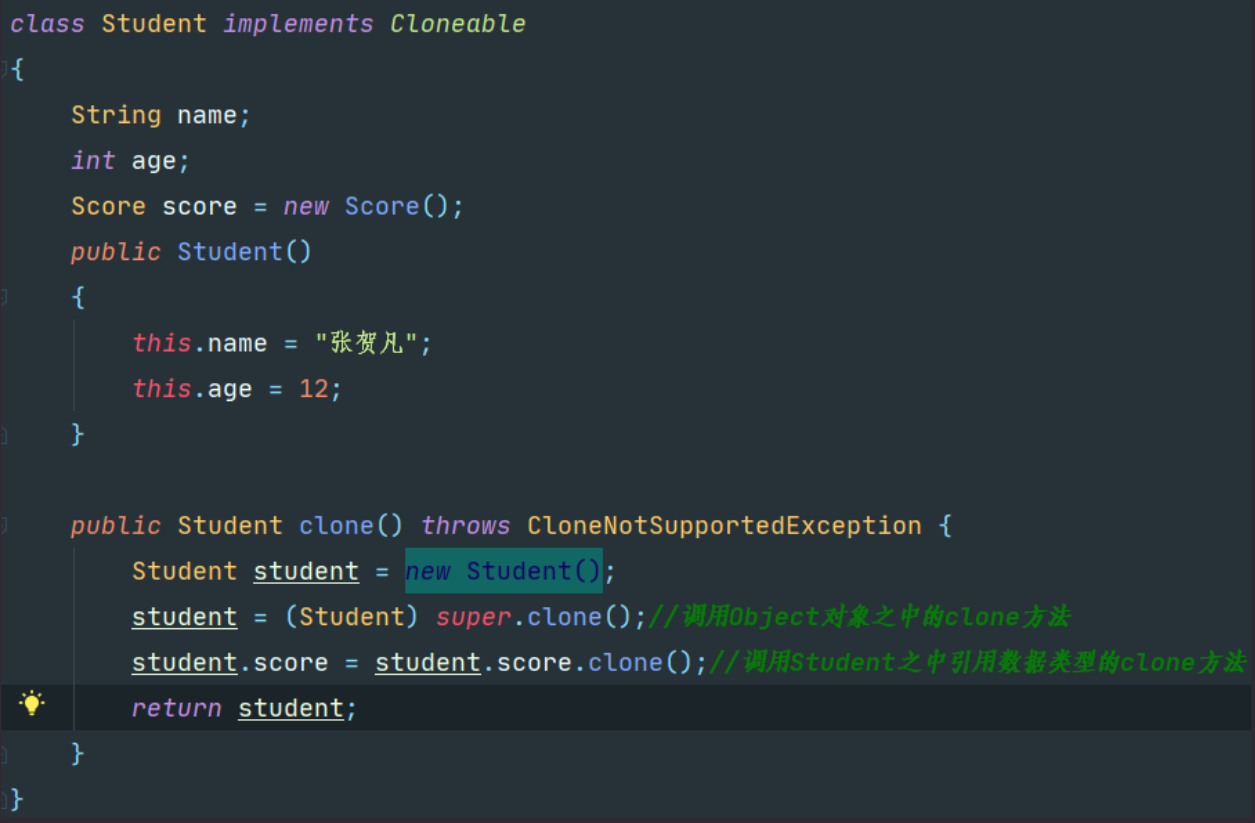 class Student implements Cloneable
{
String name;
int age;
Score score = new Score();
public Student()
{
this.name = "张贺凡";
this.age = 12;
}
public Student clone() throws CloneNotSupportedException {
Student student = new Student();
student = (Student) super.clone();//调用Object对象之中的clone方法
student.score = student.score.clone();//调用Student之中引用数据类型的clone方法
return student;
}
}